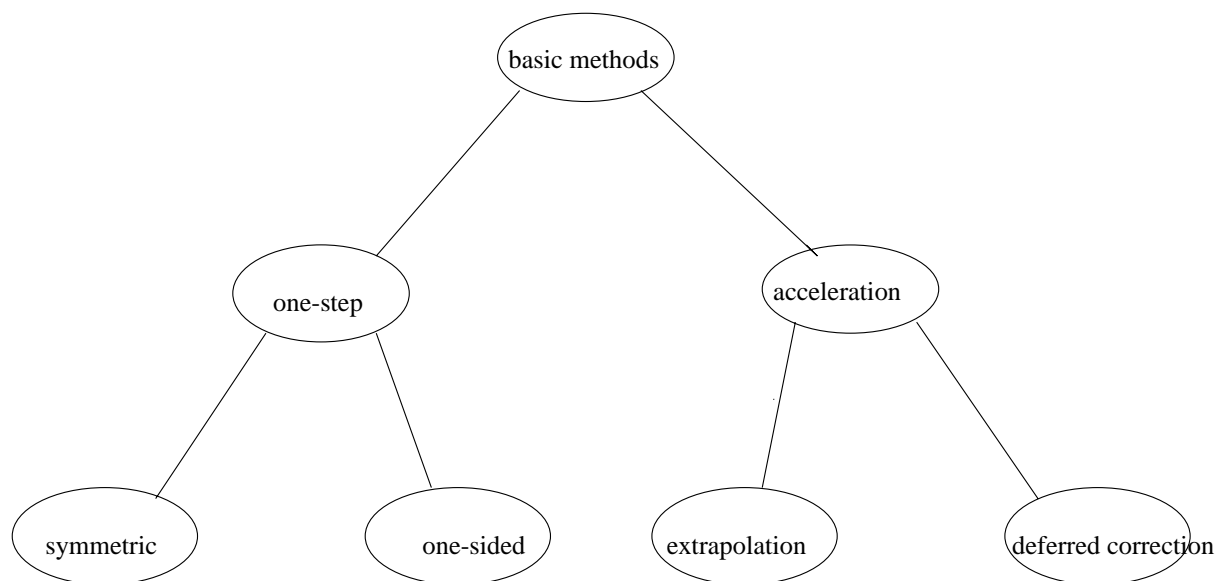 basic methods
one-step
acceleration
symmetric
one-sided
extrapolation
deferred correction